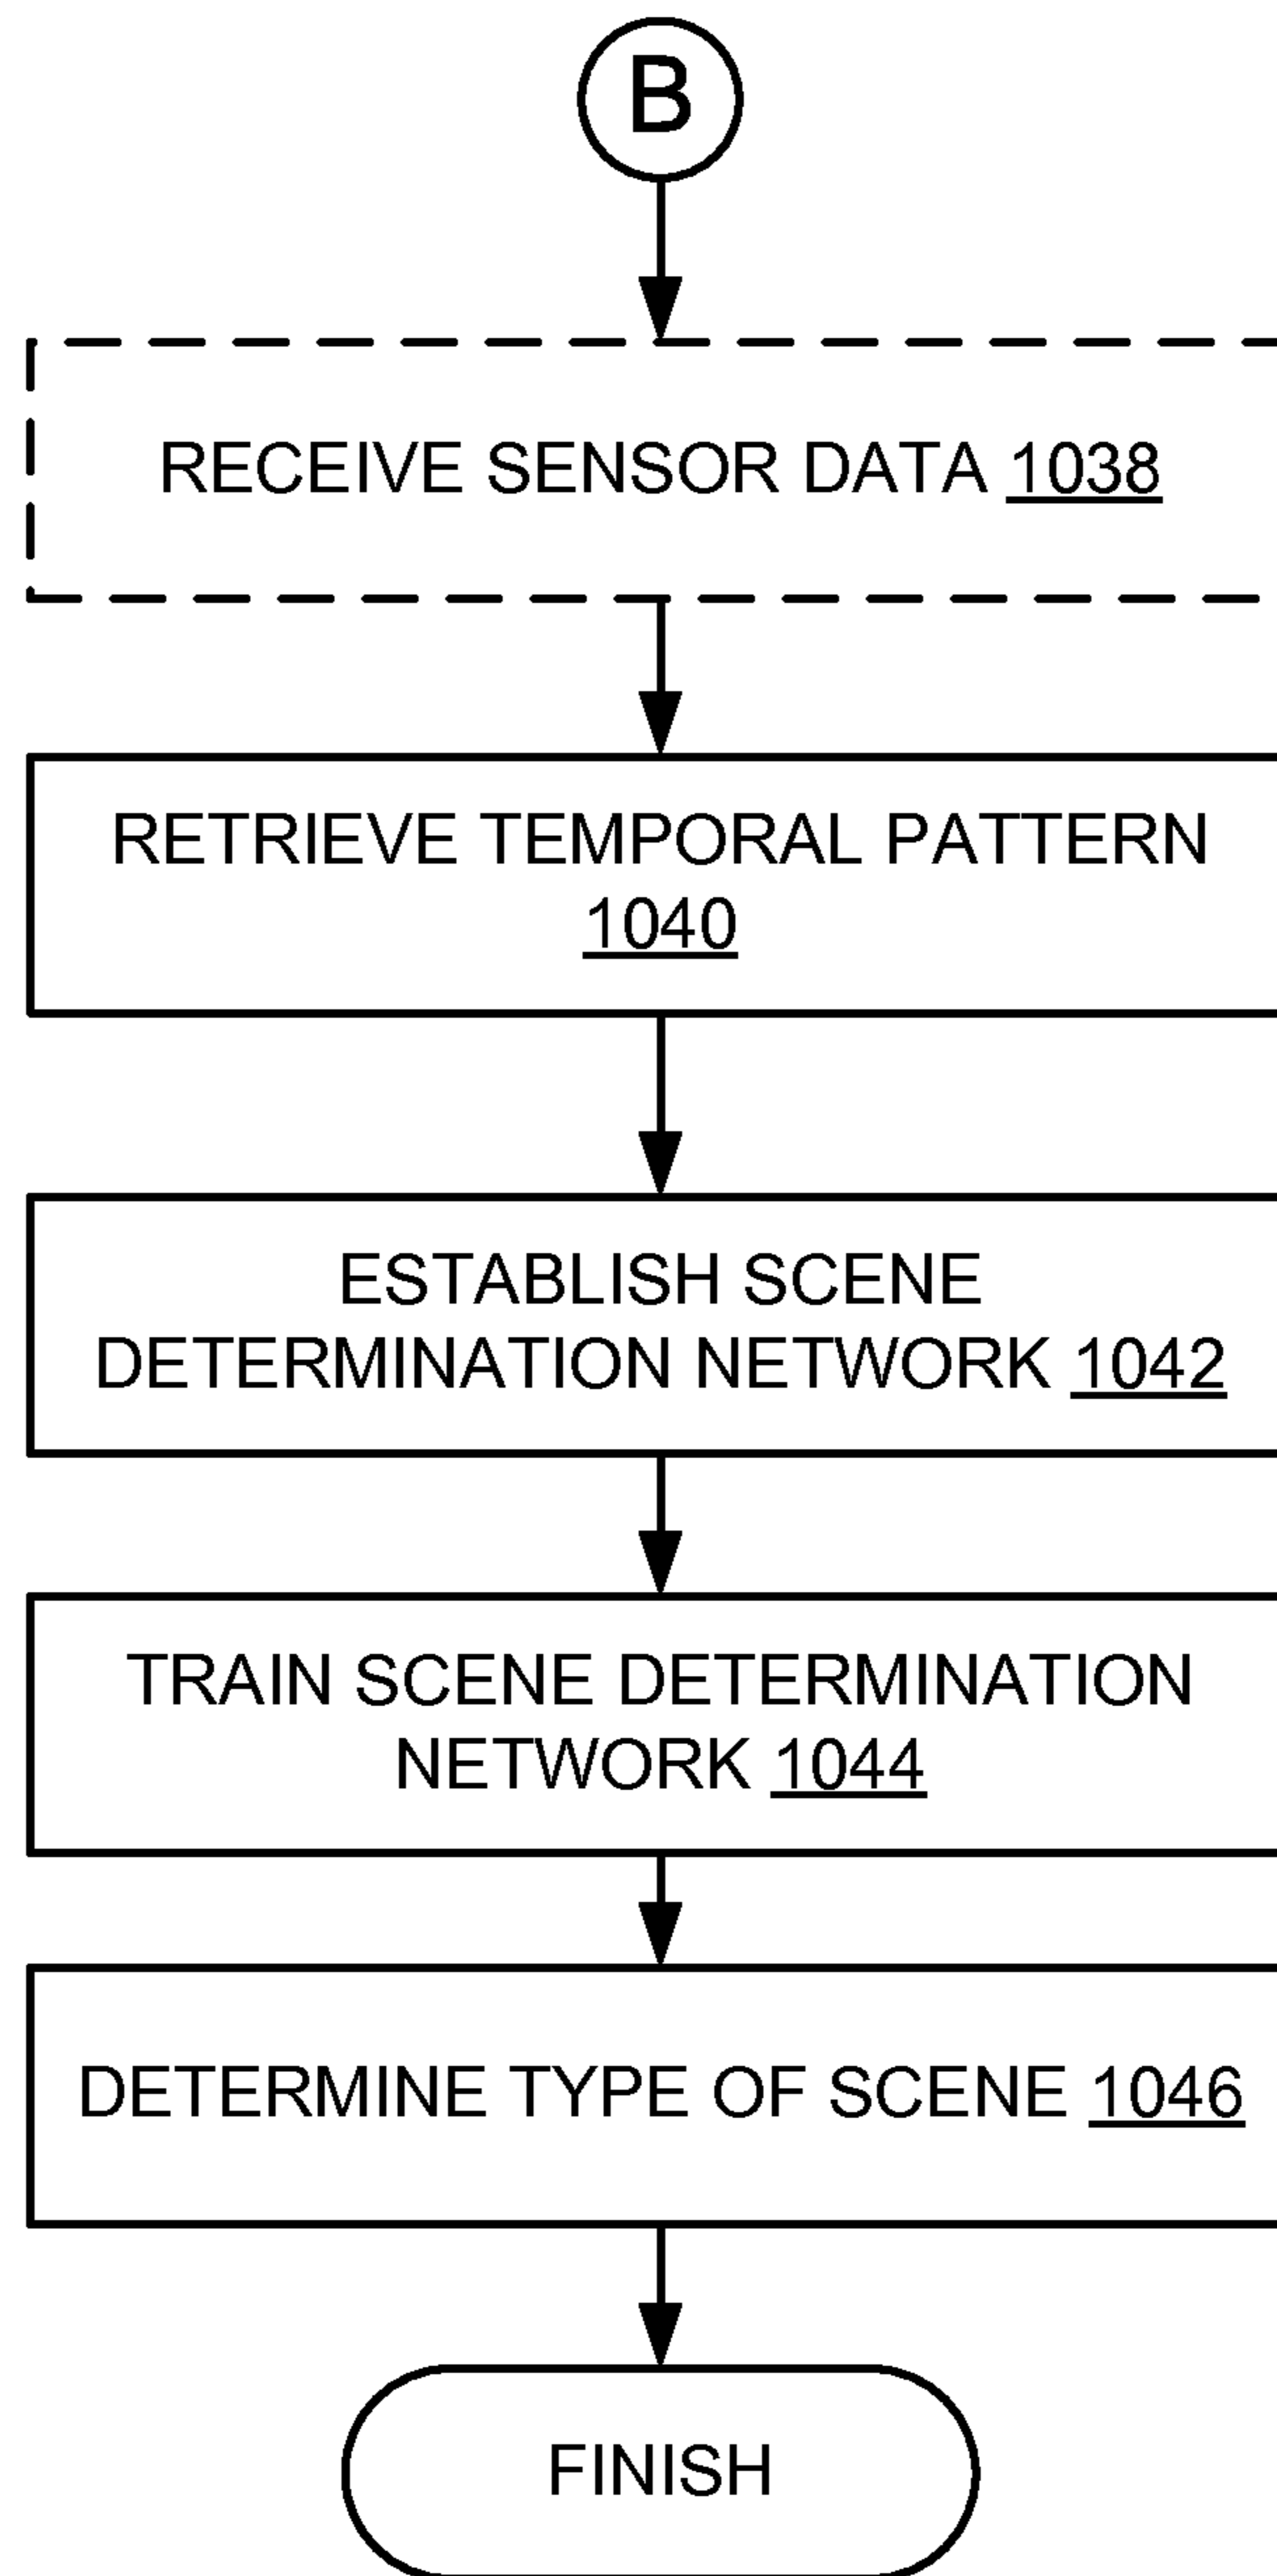 B
RECEIVE SENSOR DATA 1038
RETRIEVE TEMPORAL PATTERN
1040
ESTABLISH SCENE
DETERMINATION NETWORK 1042
TRAIN SCENE DETERMINATION
NETWORK 1044
DETERMINE TYPE OF SCENE 1046
FINISH